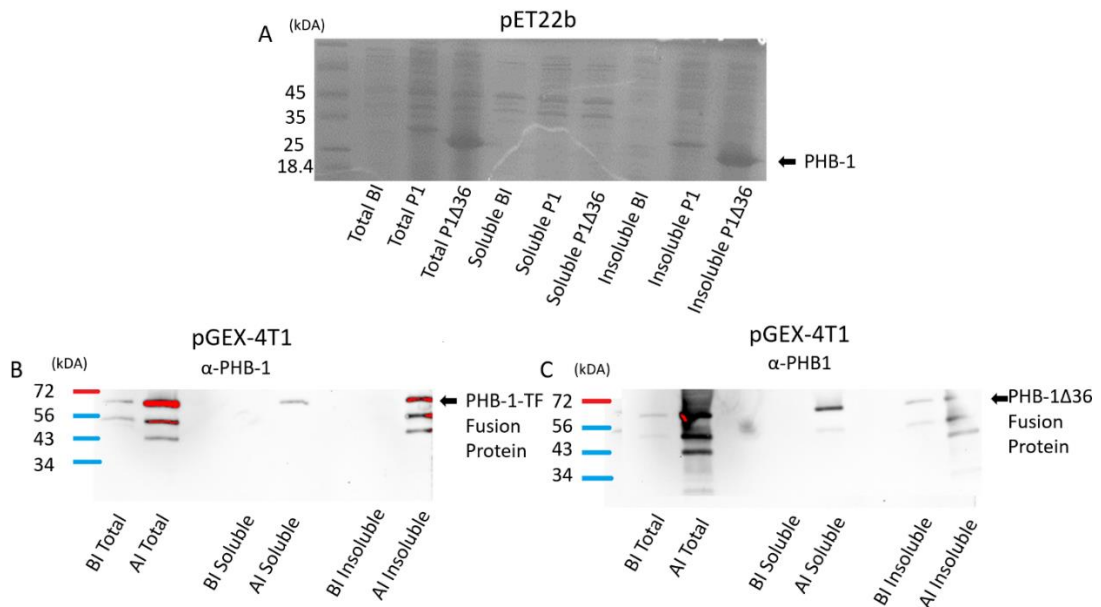 pET22b
A
(kDA)
45
35
25
18.4
PHB-1
Total BI
Total P1
Total P1Δ36
Soluble BI
Soluble P1
Soluble P1Δ36
Insoluble BI
Insoluble P1
Insoluble P1Δ36
pGEX-4T1
B
(kDA)
α-PHB-1
72
56
43
34
PHB-1-TF
Fusion
Protein
BI Total
AI Total
BI Soluble
AI Soluble
BI Insoluble
AI Insoluble
pGEX-4T1
C
(kDA)
α-PHB1
72
56
43
34
PHB-1Δ36
Fusion
Protein
BI Total
AI Total
BI Soluble
AI Soluble
BI Insoluble
AI Insoluble